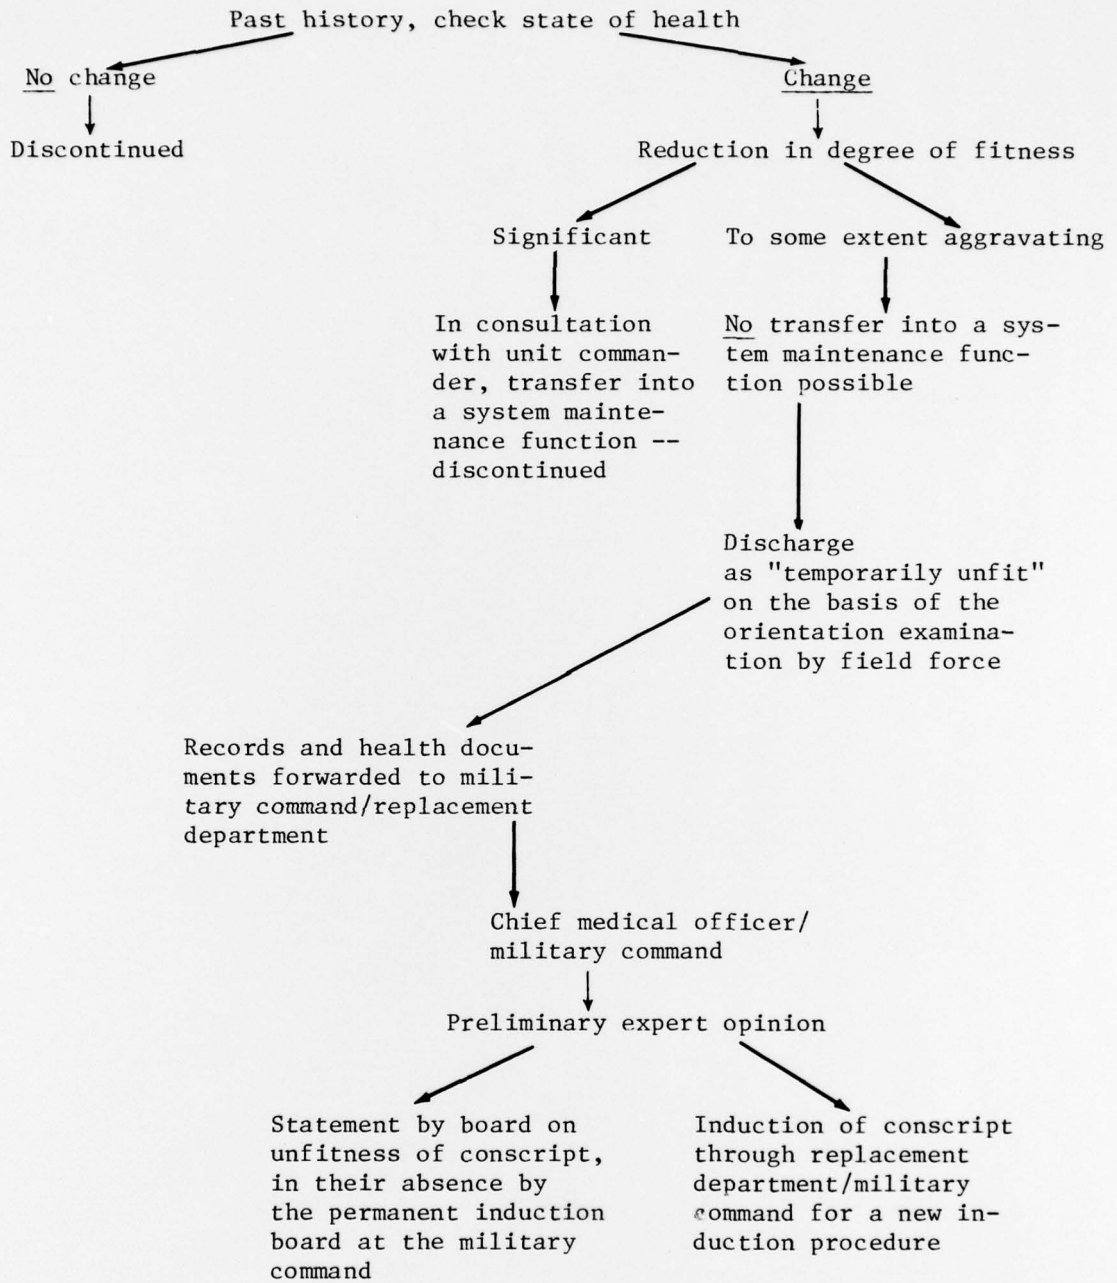 Past history, check state of health
No change
Change
Discontinued
Reduction in degree of fitness
Significant
To some extent aggravating
In consultation
with unit comman-
der, transfer into
a system mainte-
nance function --
discontinued
No transfer into a sys-
tem maintenance func-
tion possible
Discharge
as "temporarily unfit"
on the basis of the
orientation examina-
tion by field force
Records and health docu-
ments forwarded to mili-
tary command/replacement
department
Chief medical officer/
military command
Preliminary expert opinion
Statement by board on
unfitness of conscript,
in their absence by
the permanent induction
board at the military
command
Induction of conscript
through replacement
department/military
command for a new in-
duction procedure